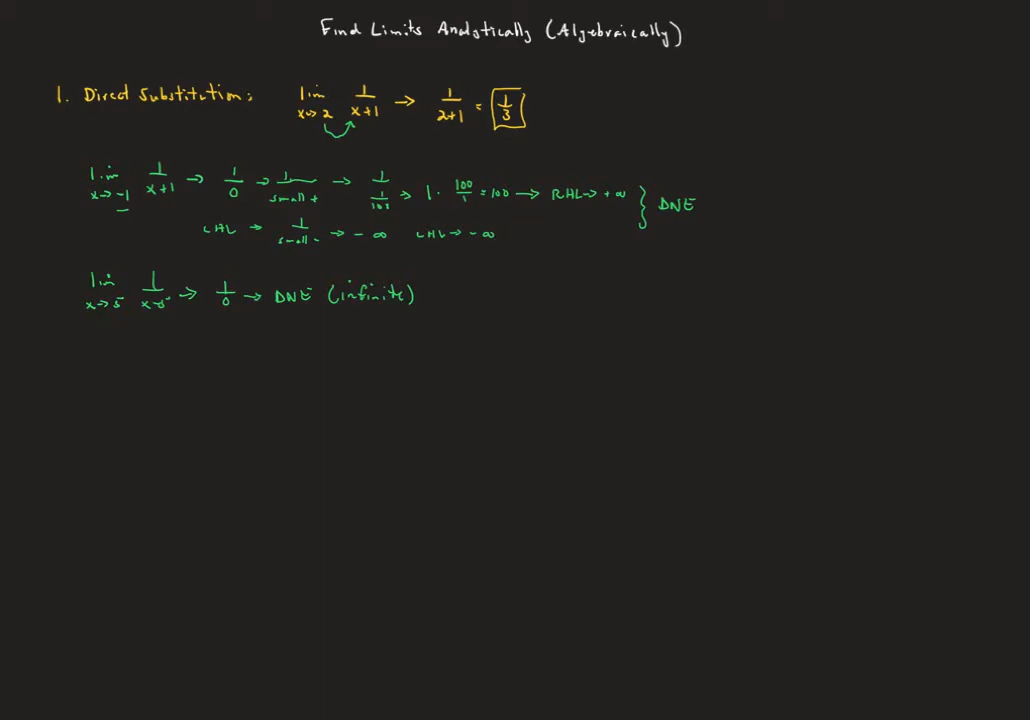 Find Limits Analytically (Algebraically)
1. Direct Substitution: lim x→2 1/(x+1) → 1/(2+1) = 1/3
lim x→-1 1/(x+1) → 1/0 → 1/small + → 1/(1/100) → 1 · 100/1 = 100 → RHL → +∞ } DNE
LHL → 1/small - → -∞ LHL → -∞
lim x→5 1/(x-5) → 1/0 → DNE (infinite)